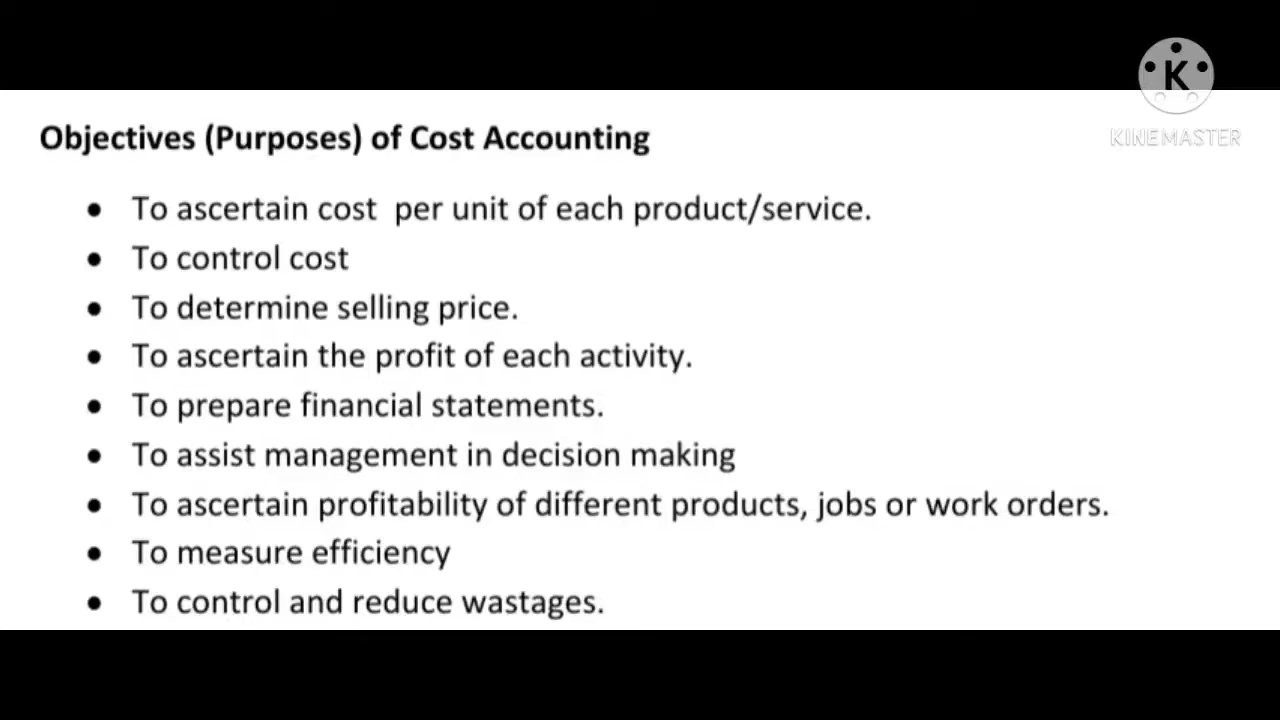 K
KINEMASTER
Objectives (Purposes) of Cost Accounting
• To ascertain cost  per unit of each product/service.
• To control cost
• To determine selling price.
• To ascertain the profit of each activity.
• To prepare financial statements.
• To assist management in decision making
• To ascertain profitability of different products, jobs or work orders.
• To measure efficiency
• To control and reduce wastages.